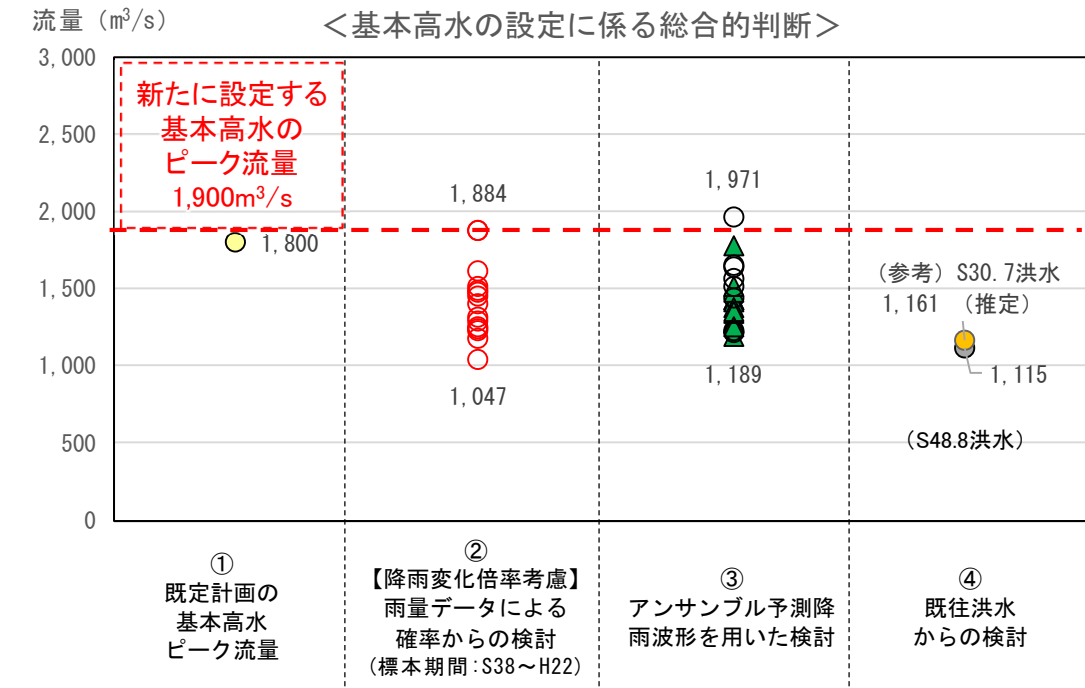 流量（m³/s）
＜基本高水の設定に係る総合的判断＞
3,000
2,500
2,000
1,500
1,000
500
0
新たに設定する
基本高水の
ピーク流量
1,900m³/s
1,800
1,884
1,047
1,971
1,189
（参考）S30.7洪水
1,161（推定）
1,115
（S48.8洪水）
①
既定計画の
基本高水
ピーク流量
②
【降雨変化倍率考慮】
雨量データによる
確率からの検討
（標本期間：S38～H22）
③
アンサンブル予測降
雨波形を用いた検討
④
既往洪水
からの検討